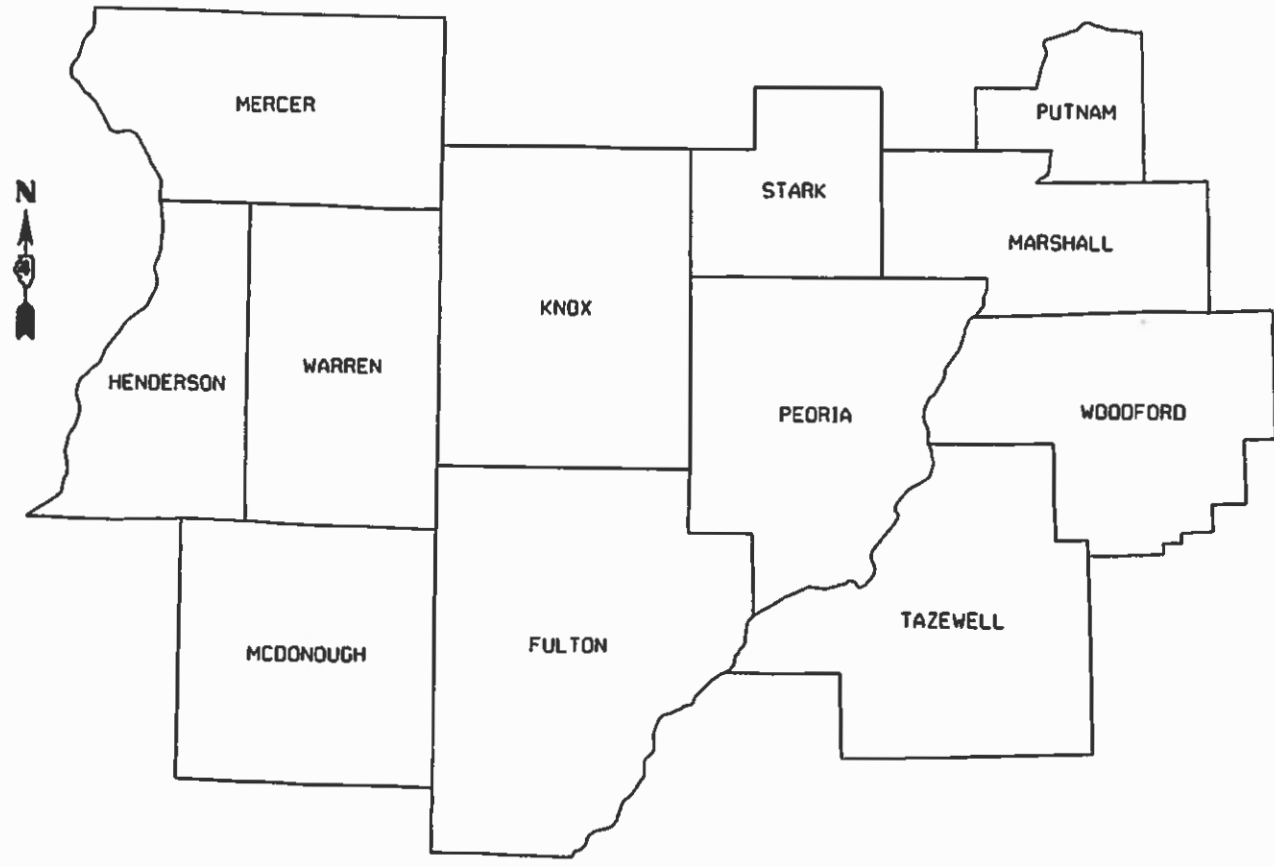 MERCER
PUTNAM
N
STARK
MARSHALL
KNOX
WARREN
HENDERSON
PEORIA
WOODFORD
TAZEWELL
FULTON
MCDONOUGH